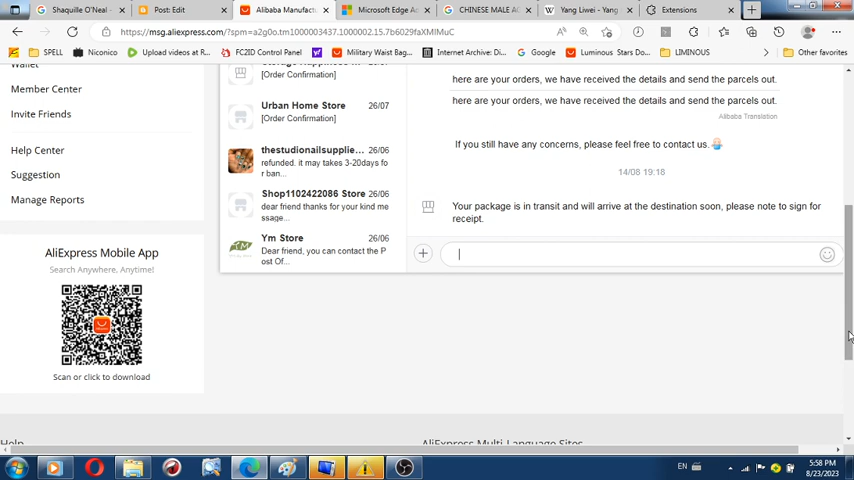 Shaquille O'Neal -
Post: Edit
Alibaba Manufac
Microsoft Edge Ad
CHINESE MALE AC
Yang Liwei - Yang
Extensions
https://msg.aliexpress.com/?spm=a2g0o.tm1000003437.1000002.15.7b6029faXIMIuC
SPELL
Niconico
Upload videos at R...
FC2ID Control Panel
Military Waist Bag...
Internet Archive: Di...
Google
Luminous Stars Do...
LIMINOUS
Other favorites
Wallet
Member Center
Invite Friends
Help Center
Suggestion
Manage Reports
AliExpress Mobile App
Search Anywhere, Anytime!
Scan or click to download
26/07
[Order Confirmation]
Urban Home Store 26/07
[Order Confirmation]
thestudionailsupplie... 26/06
refunded. it may takes 3-20days fo
r ban...
Shop1102422086 Store 26/06
dear friend thanks for your kind me
ssage...
Ym Store 26/06
Dear friend, you can contact the P
ost Of...
here are your orders, we have received the details and send the parcels out.
here are your orders, we have received the details and send the parcels out.
Alibaba Translation
If you still have any concerns, please feel free to contact us.
14/08 19:18
Your package is in transit and will arrive at the destination soon, please note to sign for
receipt.
Help
AliExpress Multi-Language Sites
EN
5:58 PM
8/23/2023